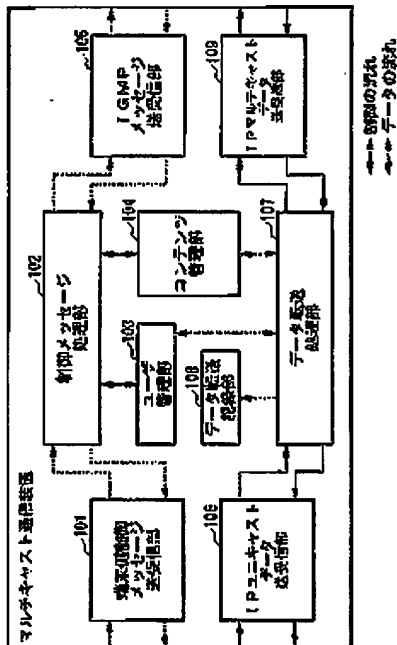 マルチキャスト通信装置
101
メッセージ
送受信部
102
制御メッセージ
処理部
105
IGMP
メッセージ
送受信部
103
ユーザ
管理部
104
コンテンツ
管理部
108
データ転送
106
IPユニキャスト
データ
送受信部
107
データ転送
処理部
109
IPマルチキャスト
データ
送受信部
制御の流れ
データの流れ